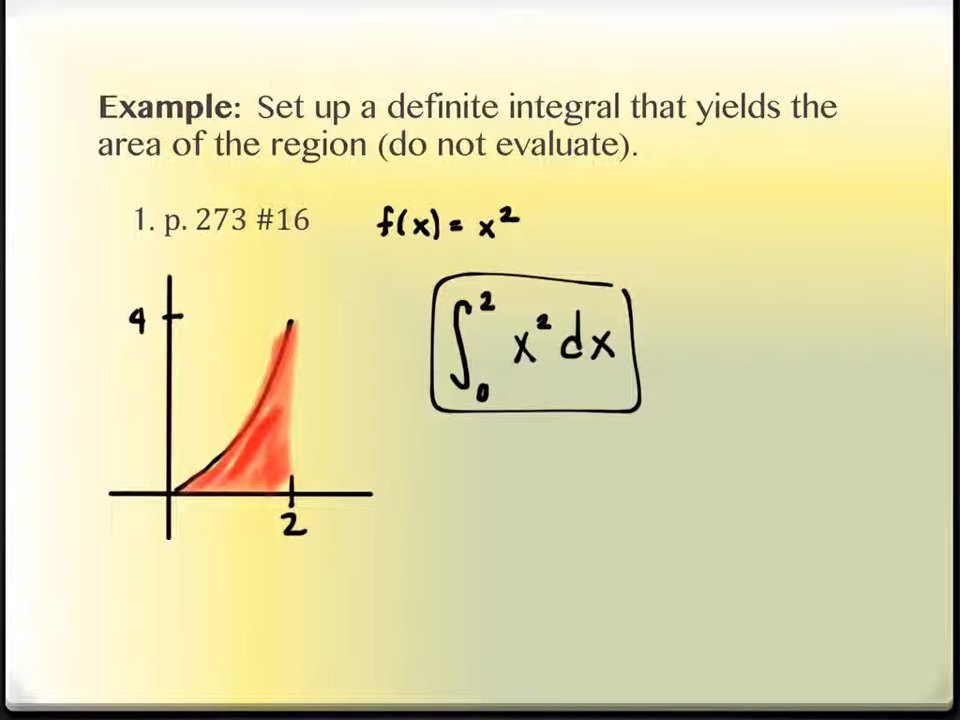 Example: Set up a definite integral that yields the
area of the region (do not evaluate).
1. p. 273 #16 f(x) = x²
4
∫₀² x² dx
2